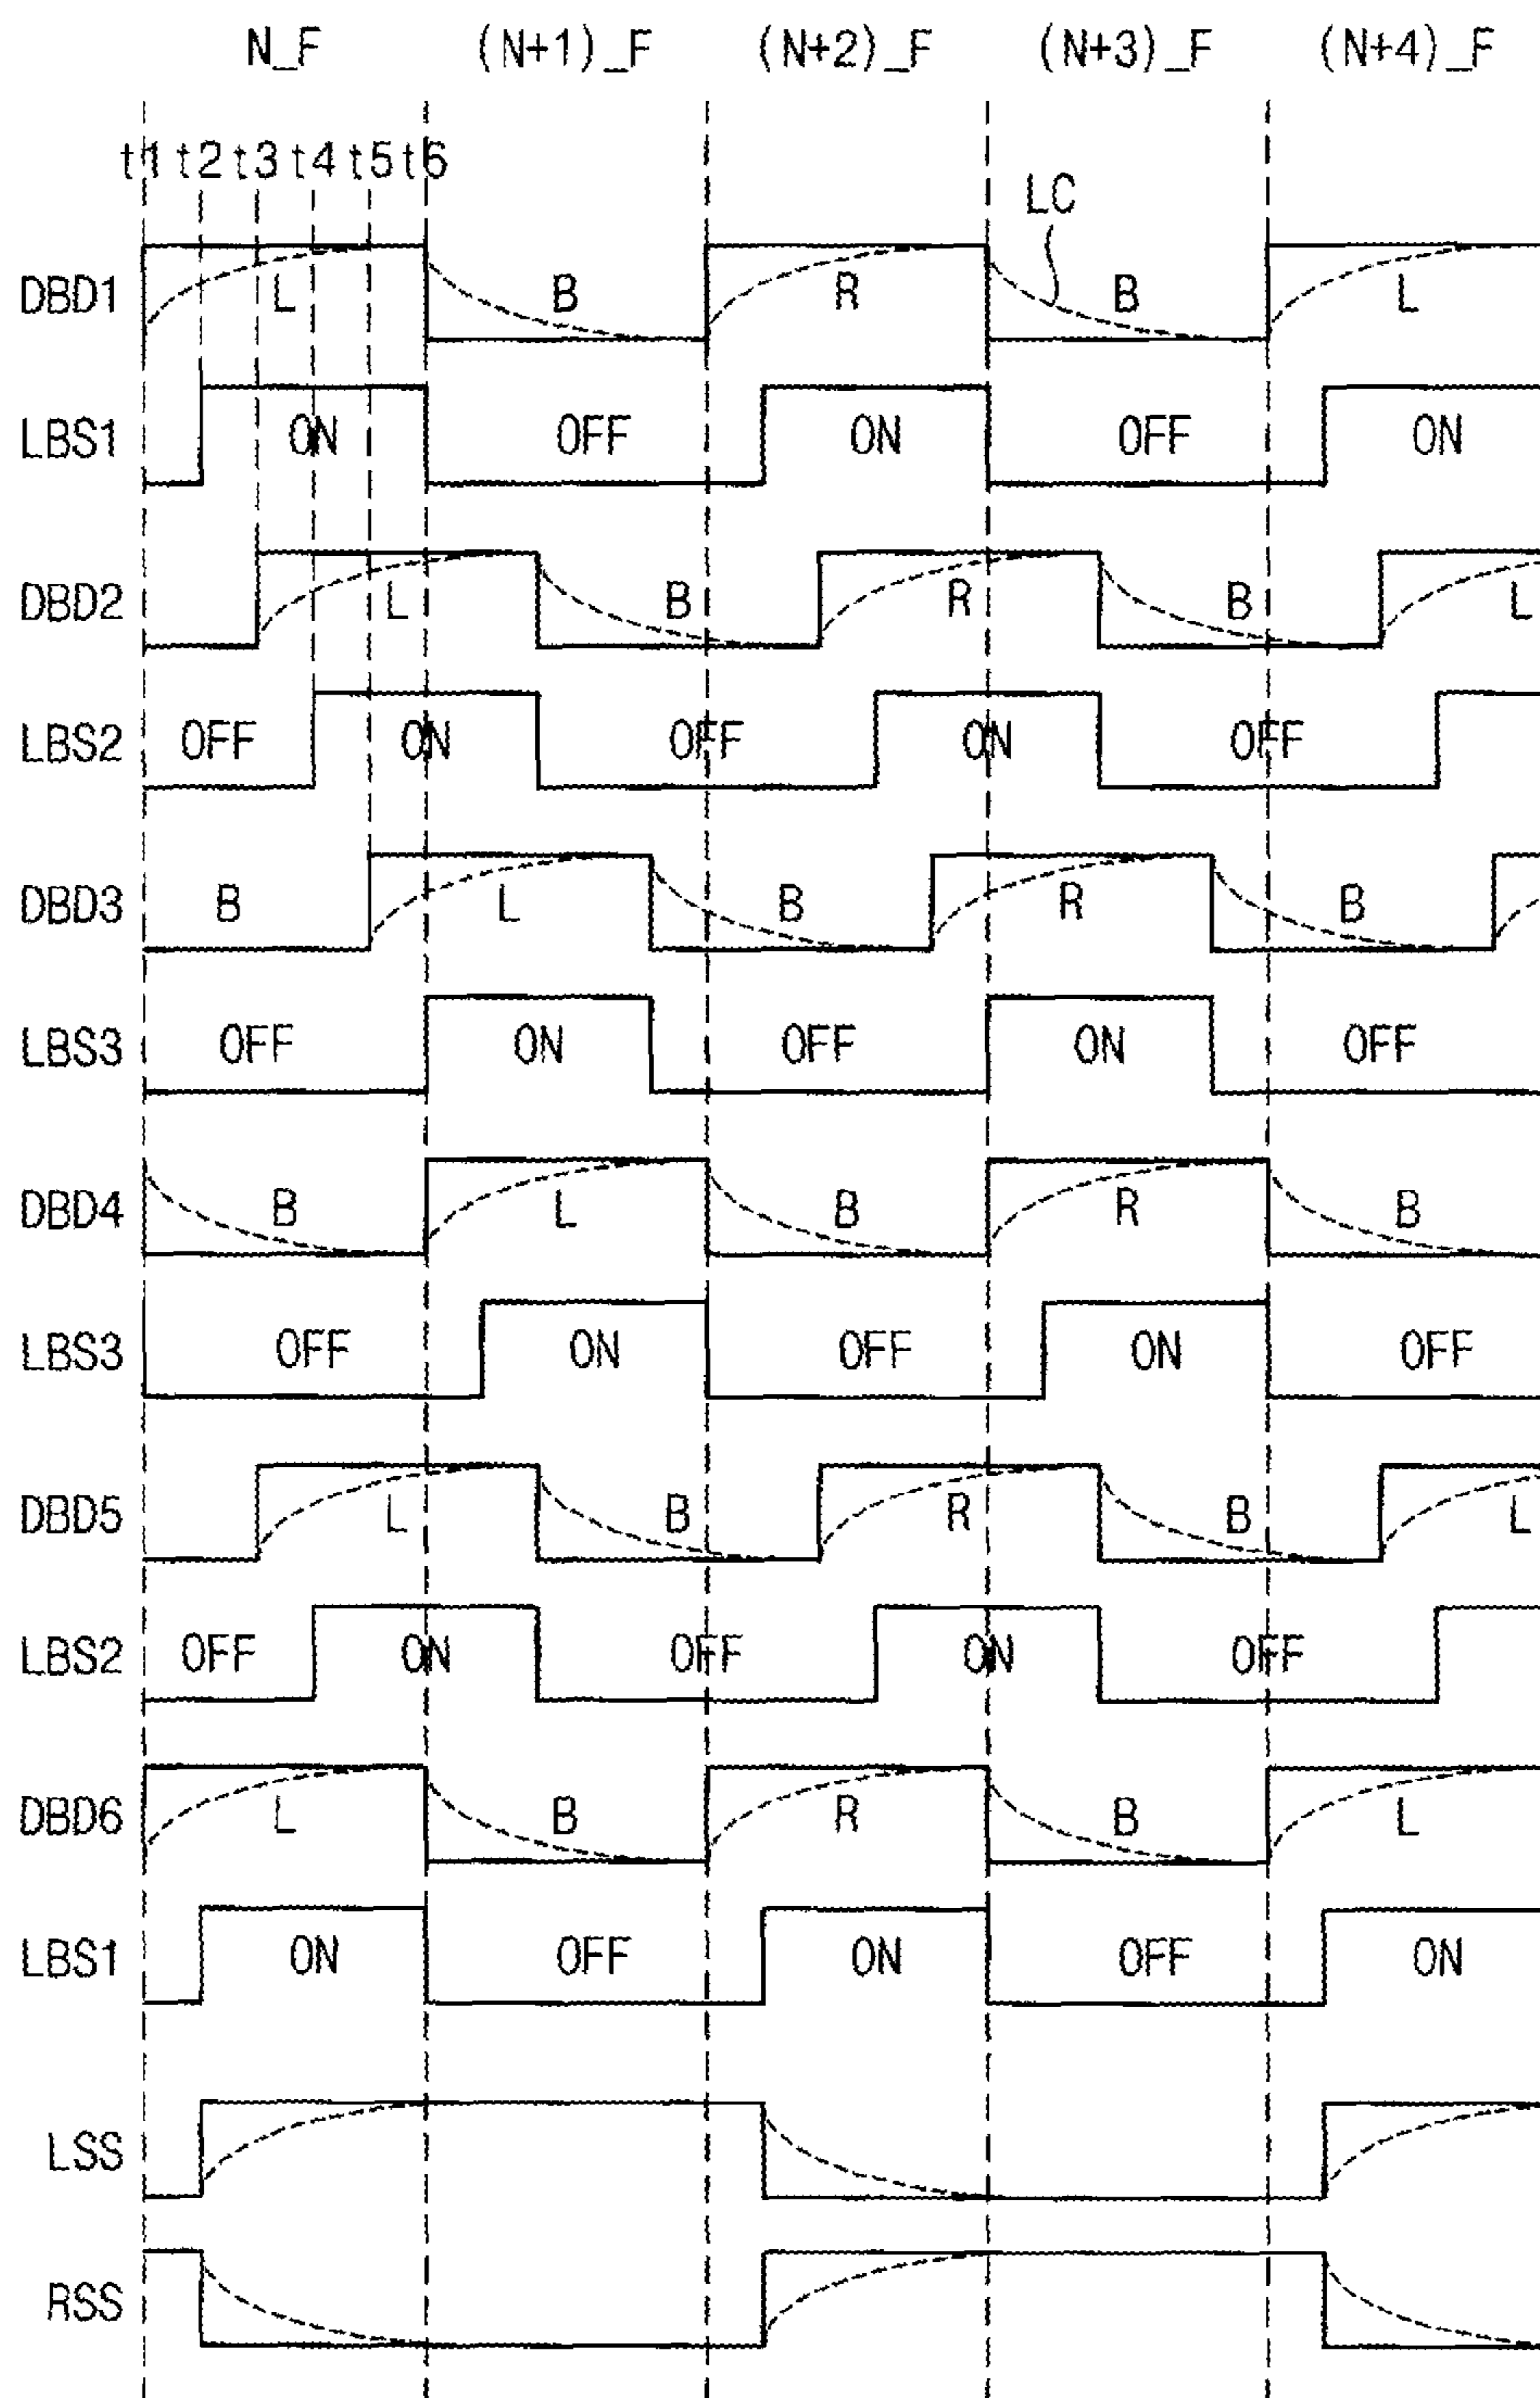 N_F (N+1)_F (N+2)_F (N+3)_F (N+4)_F
t1 t2 t3 t4 t5 t6
LC
DBD1 L B R B L
LBS1 ON OFF ON OFF ON
DBD2 L B R B L
LBS2 OFF ON OFF ON OFF
DBD3 B L B R B
LBS3 OFF ON OFF ON OFF
DBD4 B L B R B
LBS3 OFF ON OFF ON OFF
DBD5 L B R B L
LBS2 OFF ON OFF ON OFF
DBD6 L B R B L
LBS1 ON OFF ON OFF ON
LSS
RSS